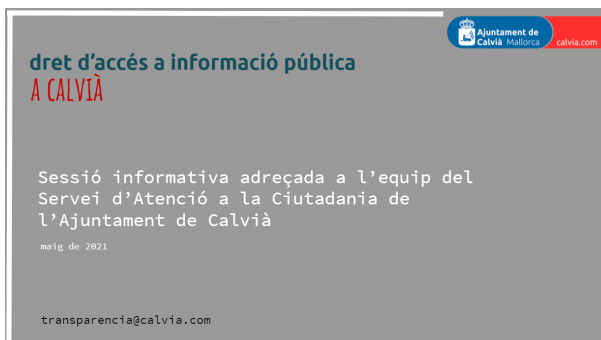 Ajuntament de
Calvià Mallorca
calvia.com
dret d’accés a informació pública
A CALVIÀ
Sessió informativa adreçada a l’equip del
Servei d’Atenció a la Ciutadania de
l’Ajuntament de Calvià
maig de 2021
transparencia@calvia.com